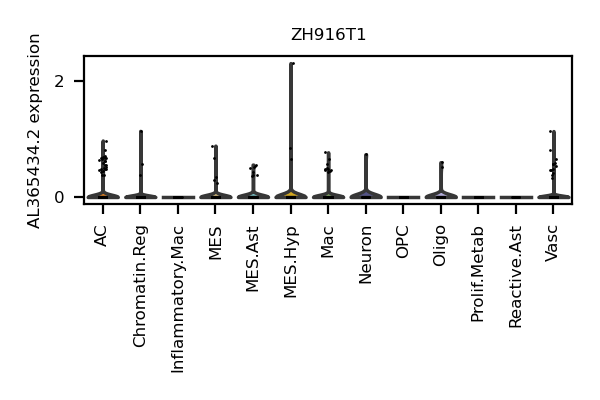 ZH916T1
AL365434.2 expression
2
0
AC
Chromatin.Reg
Inflammatory.Mac
MES
MES.Ast
MES.Hyp
Mac
Neuron
OPC
Oligo
Prolif.Metab
Reactive.Ast
Vasc